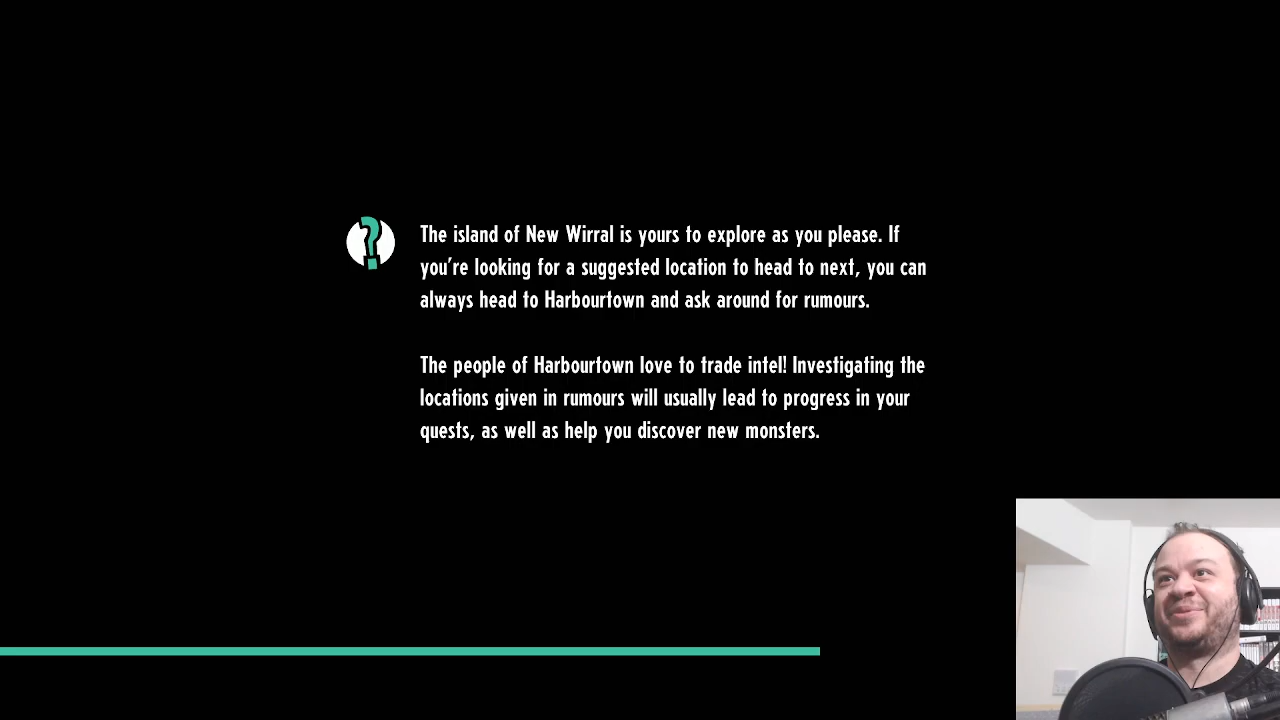 The island of New Wirral is yours to explore as you please. If
you're looking for a suggested location to head to next, you can
always head to Harbourtown and ask around for rumours.
The people of Harbourtown love to trade intel! Investigating the
locations given in rumours will usually lead to progress in your
quests, as well as help you discover new monsters.